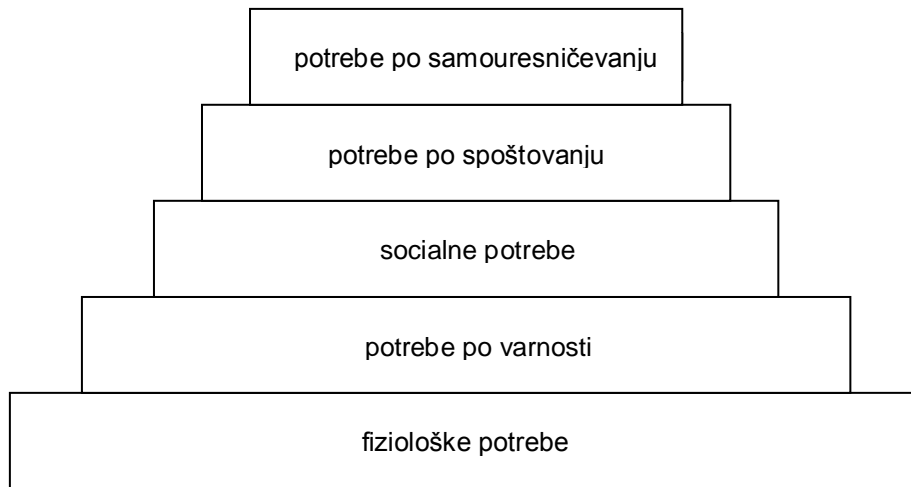 potrebe po samouresničevanju
potrebe po spoštovanju
socialne potrebe
potrebe po varnosti
fiziološke potrebe